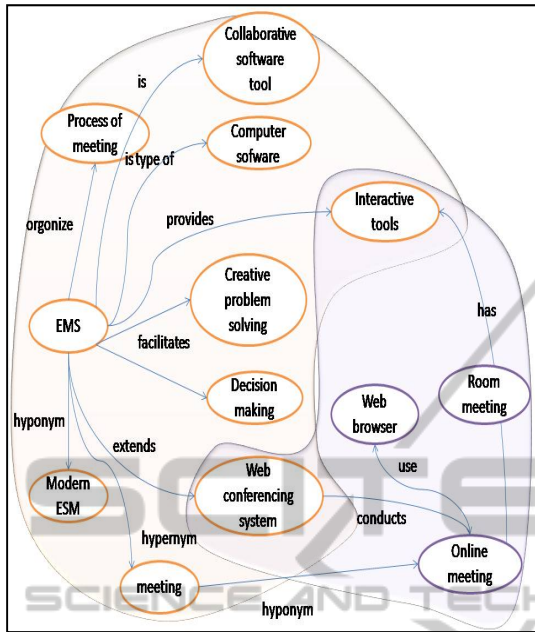 Collaborative
software
tool
is
Process of
meeting
Computer
sofware
is type of
Interactive
tools
provides
orgonize
Creative
problem
solving
has
EMS
facilitates
Decision
making
Web
browser
Room
meeting
hyponym
extends
Modern
ESM
Web
conferencing
system
use
conducts
hypernym
Online
meeting
meeting
hyponym
SCITE
SCIENCE AND TECH